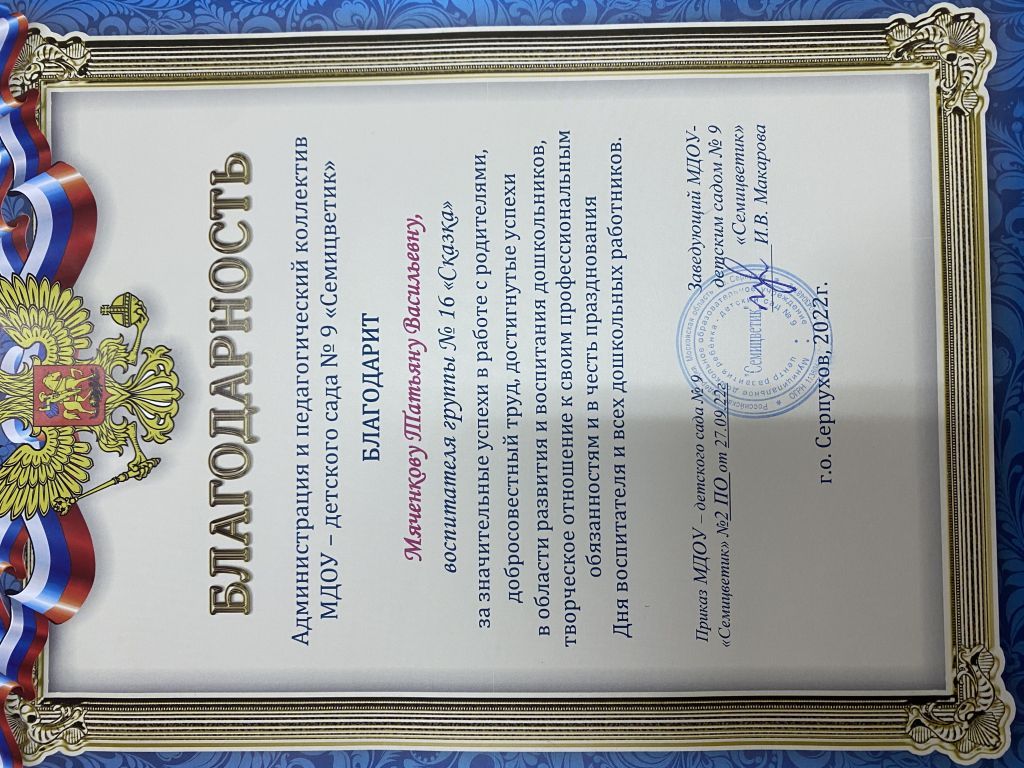 БЛАГОДАРНОСТЬ
Администрация и педагогический коллектив
МДОУ – детского сада № 9 «Семицветик»
БЛАГОДАРИТ
Мяченкову Татьяну Васильевну,
воспитателя группы № 16 «Сказка»
за значительные успехи в работе с родителями,
добросовестный труд, достигнутые успехи
в области развития и воспитания дошкольников,
творческое отношение к своим профессиональным
обязанностям и в честь празднования
Дня воспитателя и всех дошкольных работников.
Приказ МДОУ – детского сада № 9
«Семицветик» №2 ПО от 27.09.22г
Заведующий МДОУ-
детским садом № 9
«Семицветик»
И.В. Макарова
Семицветик
г.о. Серпухов, 2022г.